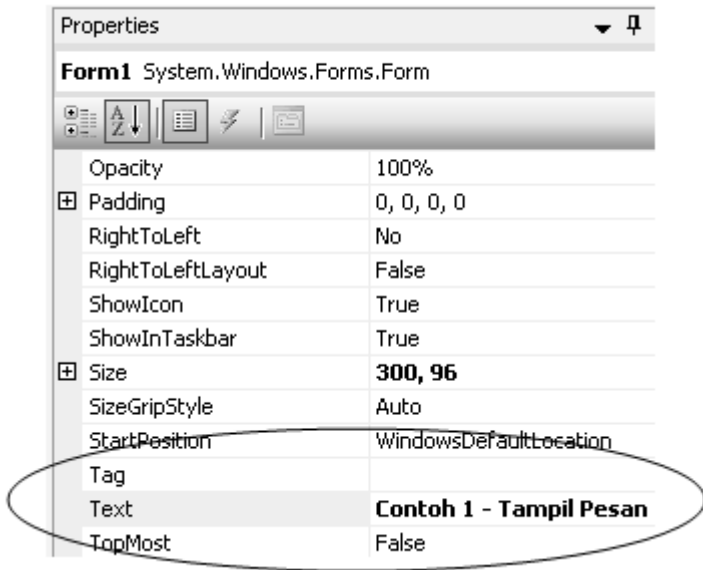 Properties
Form1 System.Windows.Forms.Form
Opacity 100%
Padding 0, 0, 0, 0
RightToLeft No
RightToLeftLayout False
ShowIcon True
ShowInTaskbar True
Size 300, 96
SizeGripStyle Auto
StartPosition WindowsDefaultLocation
Tag
Text Contoh 1 - Tampil Pesan
TopMost False